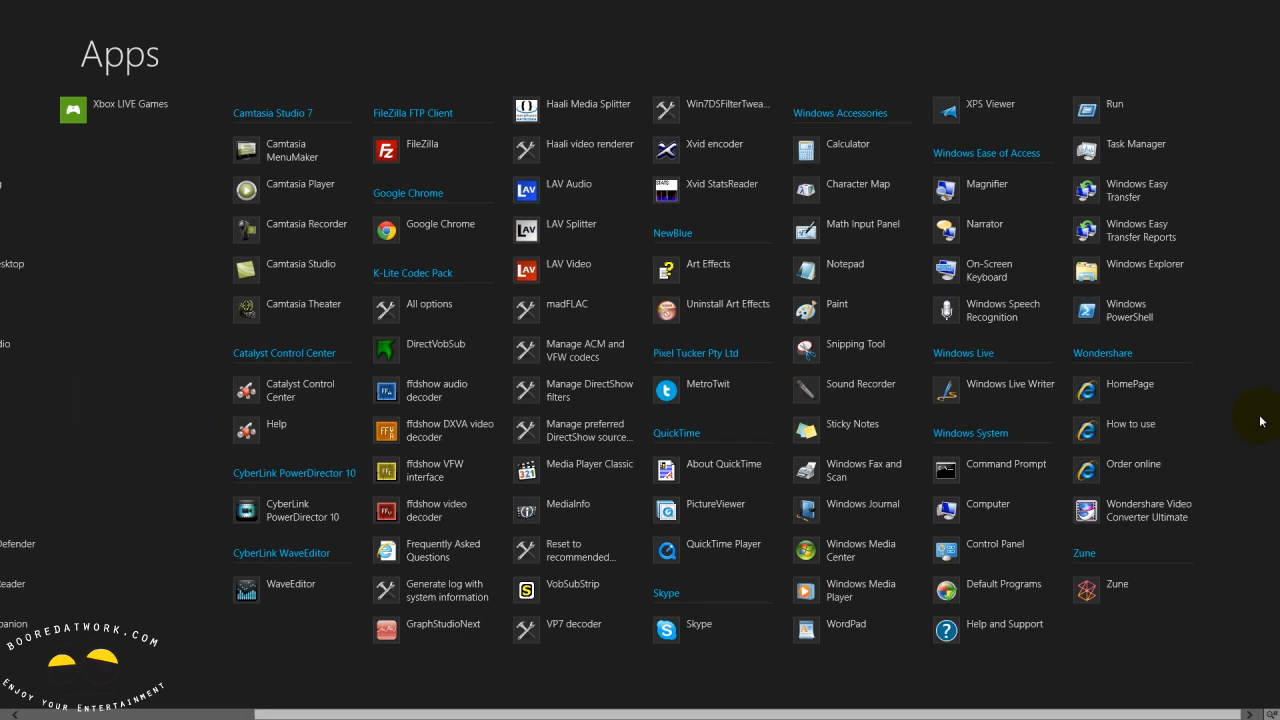 Apps
Xbox LIVE Games
esktop
dio
Defender
Reader
Camtasia Studio 7
Camtasia
MenuMaker
Camtasia Player
Camtasia Recorder
Camtasia Studio
Camtasia Theater
Catalyst Control Center
Catalyst Control
Center
Help
CyberLink PowerDirector 10
CyberLink
PowerDirector 10
CyberLink WaveEditor
WaveEditor
FileZilla FTP Client
FileZilla
Google Chrome
Google Chrome
K-Lite Codec Pack
All options
DirectVobSub
ffdshow audio
decoder
ffdshow DXVA video
decoder
ffdshow VFW
interface
ffdshow video
decoder
Frequently Asked
Questions
Generate log with
system information
GraphStudioNext
Haali Media Splitter
Haali video renderer
LAV Audio
LAV Splitter
LAV Video
madFLAC
Manage ACM and
VFW codecs
Manage DirectShow
filters
Manage preferred
DirectShow source...
Media Player Classic
MediaInfo
Reset to
recommended...
VobSubStrip
VP7 decoder
Win7DSFilterTwea...
Xvid encoder
Xvid StatsReader
NewBlue
Art Effects
Uninstall Art Effects
Pixel Tucker Pty Ltd
MetroTwit
QuickTime
About QuickTime
PictureViewer
QuickTime Player
Skype
Skype
Windows Accessories
Calculator
Character Map
Math Input Panel
Notepad
Paint
Snipping Tool
Sound Recorder
Sticky Notes
Windows Fax and
Scan
Windows Journal
Windows Media
Center
Windows Media
Player
WordPad
XPS Viewer
Windows Ease of Access
Magnifier
Narrator
On-Screen
Keyboard
Windows Speech
Recognition
Windows Live
Windows Live Writer
Windows System
Command Prompt
Computer
Control Panel
Default Programs
Help and Support
Run
Task Manager
Windows Easy
Transfer
Windows Easy
Transfer Reports
Windows Explorer
Windows
PowerShell
Wondershare
HomePage
How to use
Order online
Wondershare Video
Converter Ultimate
Zune
Zune
BOOREDATWORK.COM
ENJOY YOUR ENTERTAINMENT